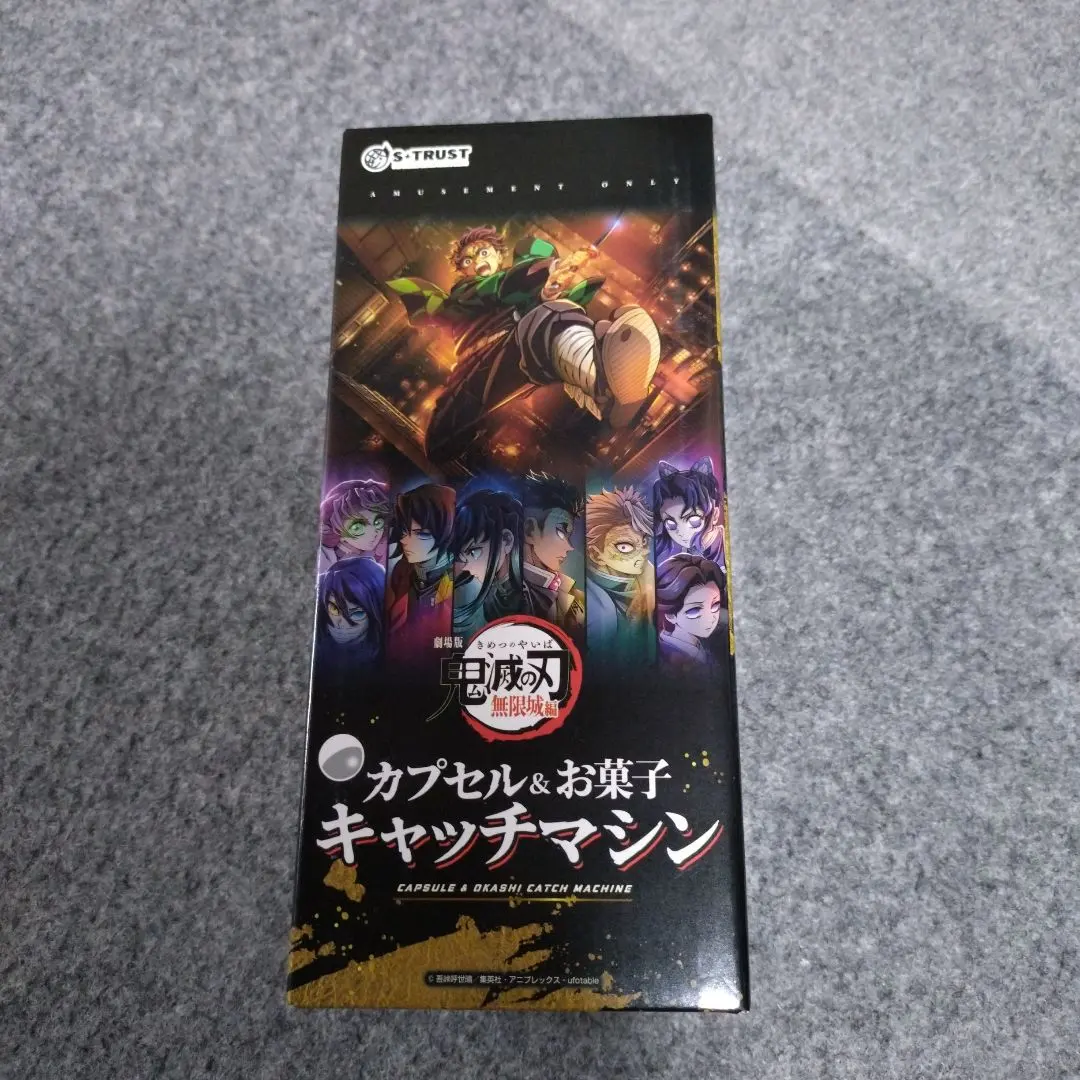 S·TRUST
AMUSEMENT ONLY
劇場版
きめつのやいば
鬼滅の刃
無限城編
カプセル&お菓子
キャッチマシン
CAPSULE & OKASHI CATCH MACHINE
©吾峠呼世晴/集英社・アニプレックス・ufotable